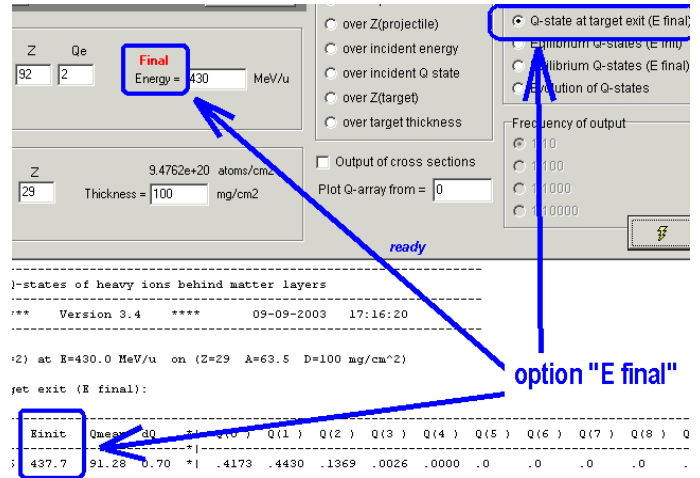 over Z(projectile)
over incident energy
over incident Q state
over Z(target)
over target thickness
Q-state at target exit (E final)
Equilibrium Q-states (E init)
Equilibrium Q-states (E final)
Evolution of Q-states
Z Qe
92 2
Final
Energy = 430 MeV/u
Z
29
9.4762e+20 atoms/cm2
Thickness = 100 mg/cm2
Output of cross sections
Plot Q-array from = 0
Frequency of output
1:10
1:100
1:1000
1:10000
ready
Q-states of heavy ions behind matter layers
*** Version 3.4 **** 09-09-2003 17:16:20
=2) at E=430.0 MeV/u on (Z=29 A=63.5 D=100 mg/cm^2)
get exit (E final):
option "E final"
Einit Qmean dQ *| Q(0 ) Q(1 ) Q(2 ) Q(3 ) Q(4 ) Q(5 ) Q(6 ) Q(7 ) Q(8 ) Q
437.7 91.28 0.70 *| .4173 .4430 .1369 .0026 .0000 .0 .0 .0 .0